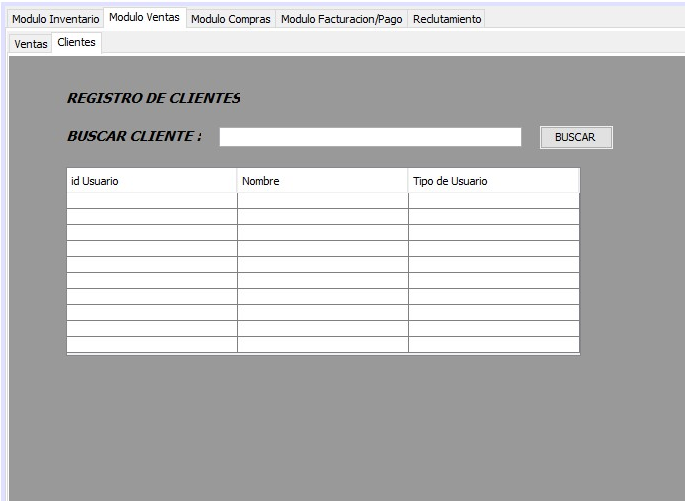 Modulo Inventario Modulo Ventas Modulo Compras Modulo Facturacion/Pago Reclutamiento
Ventas Clientes
REGISTRO DE CLIENTES
BUSCAR CLIENTE : BUSCAR
id Usuario Nombre Tipo de Usuario